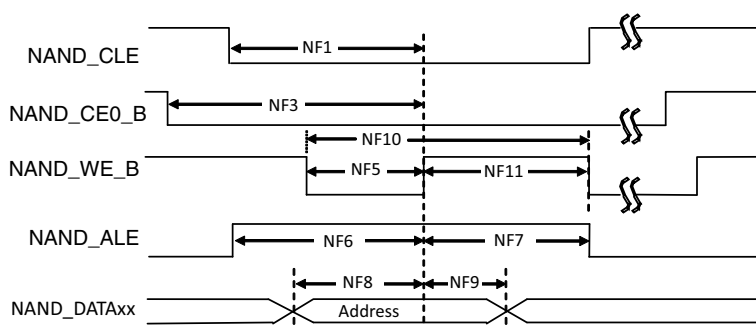 NAND_CLE
NF1
NAND_CE0_B
NF3
NF10
NAND_WE_B
NF5
NF11
NAND_ALE
NF6
NF7
NF8
NF9
NAND_DATAxx
Address